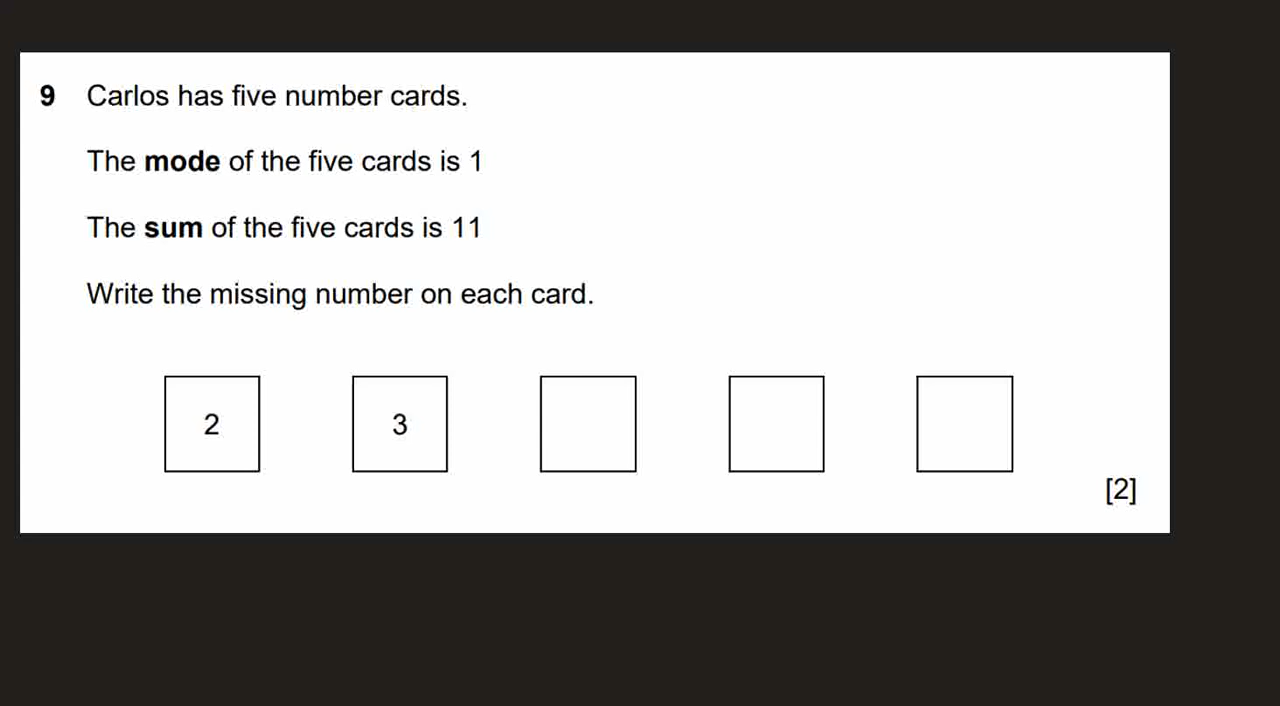 9 Carlos has five number cards.
The mode of the five cards is 1
The sum of the five cards is 11
Write the missing number on each card.
2 3
[2]